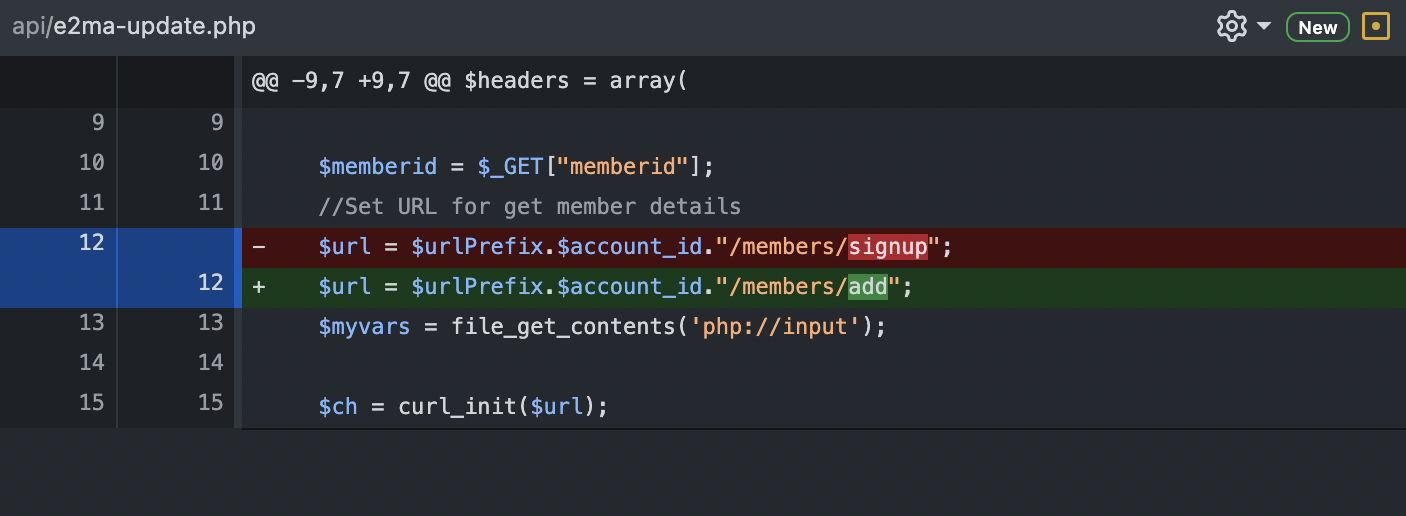 api/e2ma-update.php New
@@ -9,7 +9,7 @@ $headers = array(
9 9
10 10 $memberid = $_GET["memberid"];
11 11 //Set URL for get member details
12 - $url = $urlPrefix.$account_id."/members/signup";
12 + $url = $urlPrefix.$account_id."/members/add";
13 13 $myvars = file_get_contents('php://input');
14 14
15 15 $ch = curl_init($url);